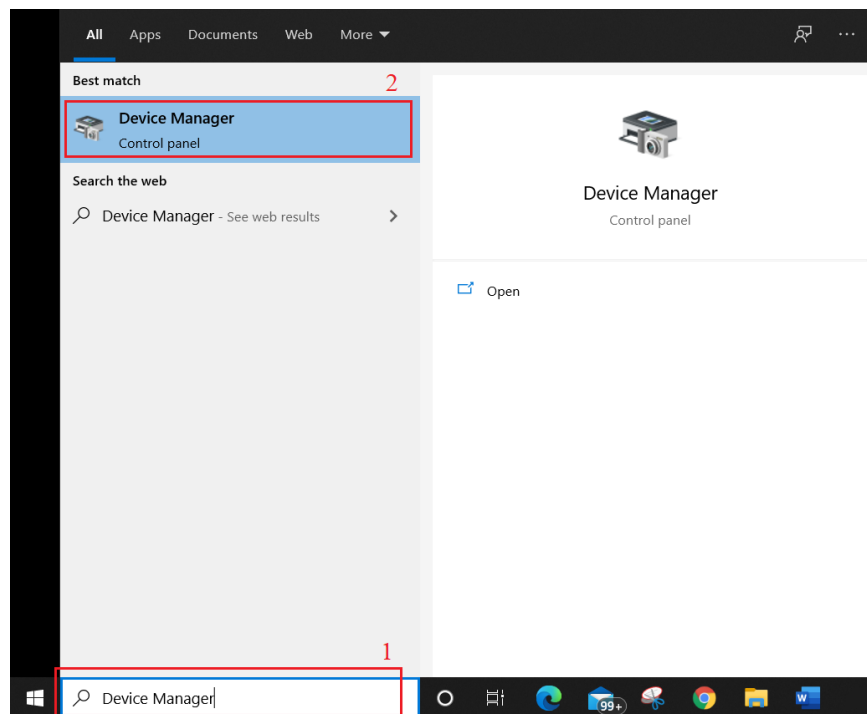 All Apps Documents Web More
Best match
2
Device Manager
Control panel
Search the web
Device Manager - See web results
Device Manager
Control panel
Open
1
Device Manager
99+
W